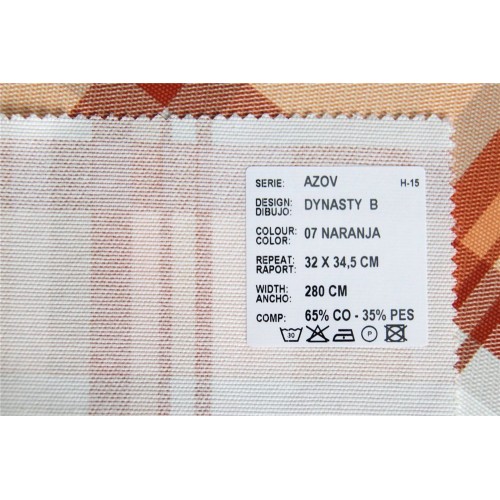 SERIE: AZOV H-15
DESIGN: DYNASTY B
DIBUJO:
COLOUR: 07 NARANJA
COLOR:
REPEAT: 32 X 34,5 CM
RAPORT:
WIDTH: 280 CM
ANCHO:
COMP: 65% CO - 35% PES
30 P